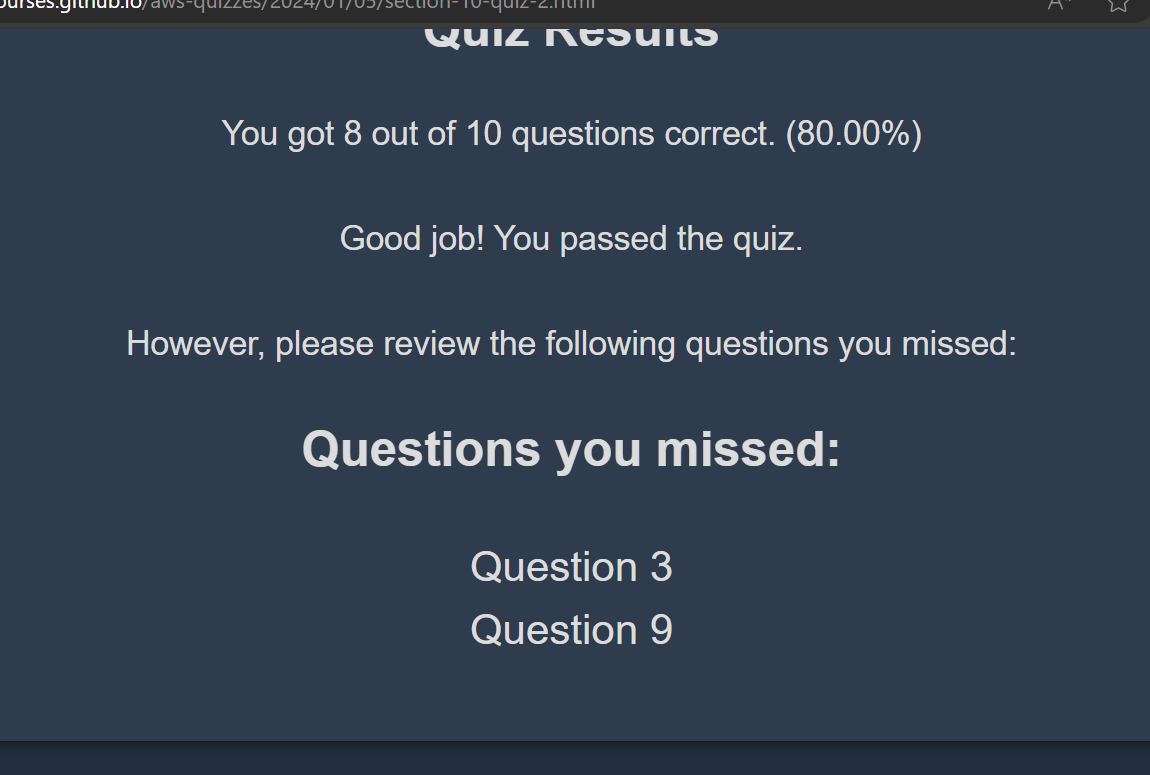 ourses.github.io/aws-quizzes/2024/01/05/section-10-quiz-2.html
Quiz Results
You got 8 out of 10 questions correct. (80.00%)
Good job! You passed the quiz.
However, please review the following questions you missed:
Questions you missed:
Question 3
Question 9